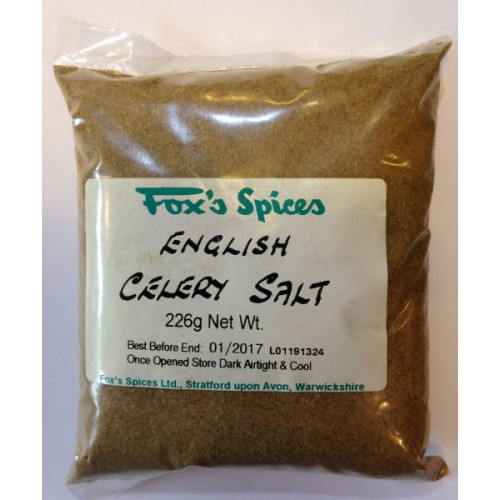 Fox's Spices
ENGLISH
CELERY SALT
226g Net Wt.
Best Before End: 01/2017 L01191324
Once Opened Store Dark Airtight & Cool
Fox's Spices Ltd., Stratford upon Avon, Warwickshire